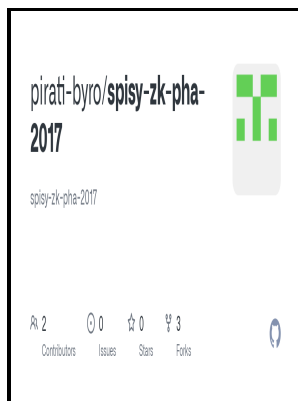 pirati-byro/spisy-zk-pha-
2017
spisy-zk-pha-2017
2 0 0 3
Contributors Issues Stars Forks